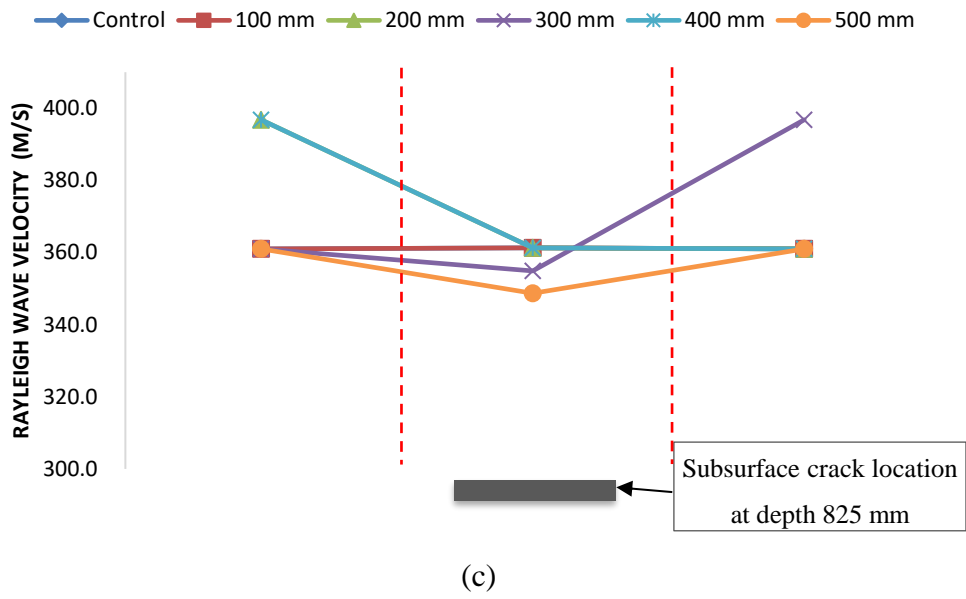 Control 100 mm 200 mm 300 mm 400 mm 500 mm
RAYLEIGH WAVE VELOCITY (M/S)
400.0
380.0
360.0
340.0
320.0
300.0
Subsurface crack location
at depth 825 mm
(c)